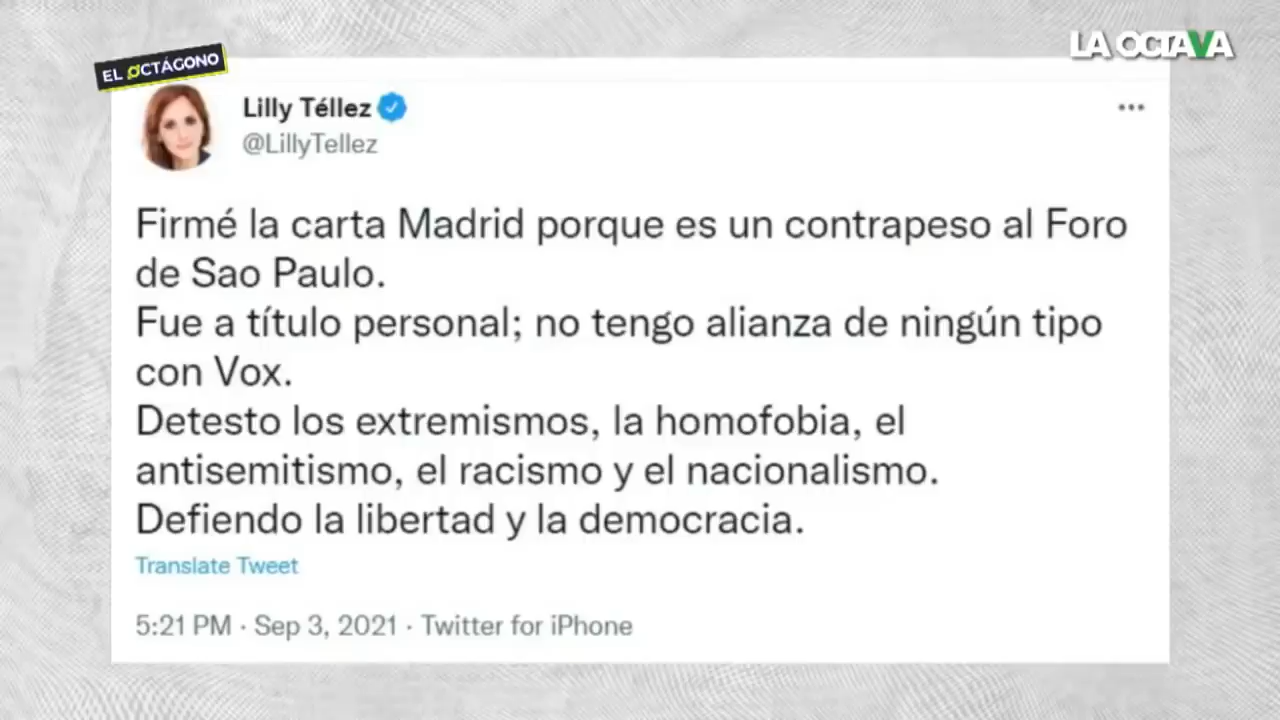 EL OCTÁGONO
LA OCTAVA
Lilly Téllez
@LillyTellez
Firmé la carta Madrid porque es un contrapeso al Foro
de Sao Paulo.
Fue a título personal; no tengo alianza de ningún tipo
con Vox.
Detesto los extremismos, la homofobia, el
antisemitismo, el racismo y el nacionalismo.
Defiendo la libertad y la democracia.
Translate Tweet
5:21 PM · Sep 3, 2021 · Twitter for iPhone